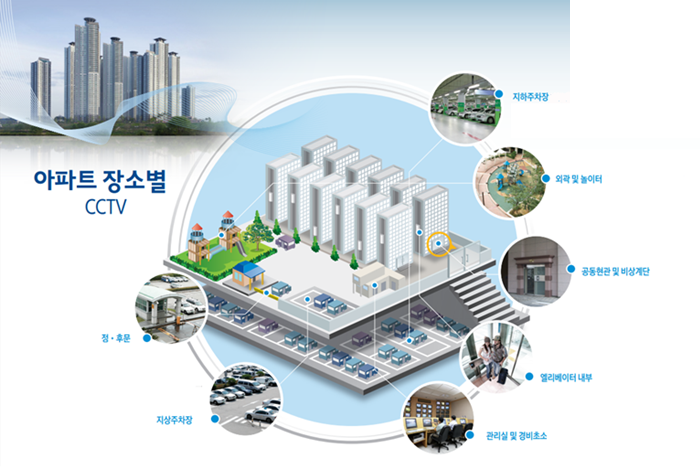 아파트 장소별
CCTV
지하주차장
외곽 및 놀이터
공동현관 및 비상계단
엘리베이터 내부
관리실 및 경비초소
지상주차장
정・후문